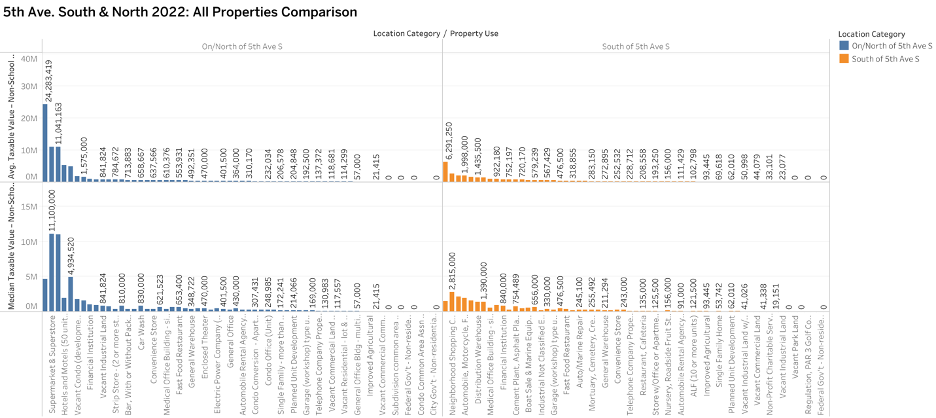 5th Ave. South & North 2022: All Properties Comparison
Location Category / Property Use
On/North of 5th Ave S
South of 5th Ave S
Location Category
On/North of 5th Ave S
South of 5th Ave S
Avg. Taxable Value – Non-School...
40M
30M
20M
10M
0M
24,283,419
11,041,163
1,575,000
841,824
784,672
713,883
658,667
637,566
610,376
553,931
492,351
470,000
401,500
364,000
310,170
232,034
206,578
204,848
192,500
137,372
118,681
114,299
57,000
21,415
0
0
0
0
6,291,250
1,998,000
1,435,500
922,180
752,197
720,170
579,239
567,429
476,500
318,855
283,150
272,895
252,532
228,712
208,558
193,250
156,000
111,429
102,798
93,445
69,618
62,010
50,998
44,079
33,101
23,077
0
0
0
Median Taxable Value – Non-Scho...
15M
10M
5M
0M
11,100,000
4,934,520
841,824
810,000
830,000
621,523
653,400
348,722
470,000
401,500
430,000
307,431
248,985
172,241
214,066
169,000
130,983
117,557
57,000
21,415
0
0
0
0
2,815,000
1,390,000
840,000
754,489
656,000
330,000
476,500
245,100
255,492
211,294
243,000
135,000
125,500
156,000
91,000
121,500
93,445
53,742
62,010
41,026
41,338
19,151
0
0
0
Supermarket & Superstore
Hotels and Motels (50 unit..
Vacant Condo (develome..
Financial Institution
Vacant Industrial Land
Strip Store - (2 or more st..
Bar, With or Without Pack..
Car Wash
Convenience Store
Medical Office Building - si..
Fast Food Restaurant
General Warehouse
Enclosed Theater
Electric Power Company (..
General Office
Automobile Rental Agency..
Condo Conversion - Apart..
Condo Office (Unit)
Single Family - more than ..
Planned Unit Development
Garage (workshop) type u..
Telephone Company Prope..
Vacant Commercial Land ..
Vacant Residential - lot & ..
General Office Bldg - multi..
Improved Agricultural
Vacant Commercial Comm..
Subdivision common area ..
Federal Gov't - Non-reside..
Condo Common Area Assn..
City Gov't - Non-residential
Neighborhood Shopping C..
Automobile, F..
Distribution Warehouse
Medical Office Building - si..
Financial Institution
Cement Plant, Asphalt Pla..
Boat Sale & Marine Equip..
Industrial Not Classified E..
Garage (workshop) type u..
Fast Food Restaurant
Auto/Marine Repair
Mortuary, Cemetery, Cre..
General Warehouse
Convenience Store
Telephone Company Prope..
Restaurant, Cafeteria
Store w/Office or Apartme..
Nursery, Roadside Fruit St..
Automobile Rental Agency..
ALF (10 or more units)
Improved Agricultural
Single Family Home
Planned Unit Development
Vacant Industrial Land w/..
Vacant Commercial Land
Non-Profit Services
Vacant Industrial Land
Vacant Park Land
Regulation, PAR 3 Golf Co..
Federal Gov't - Non-reside..